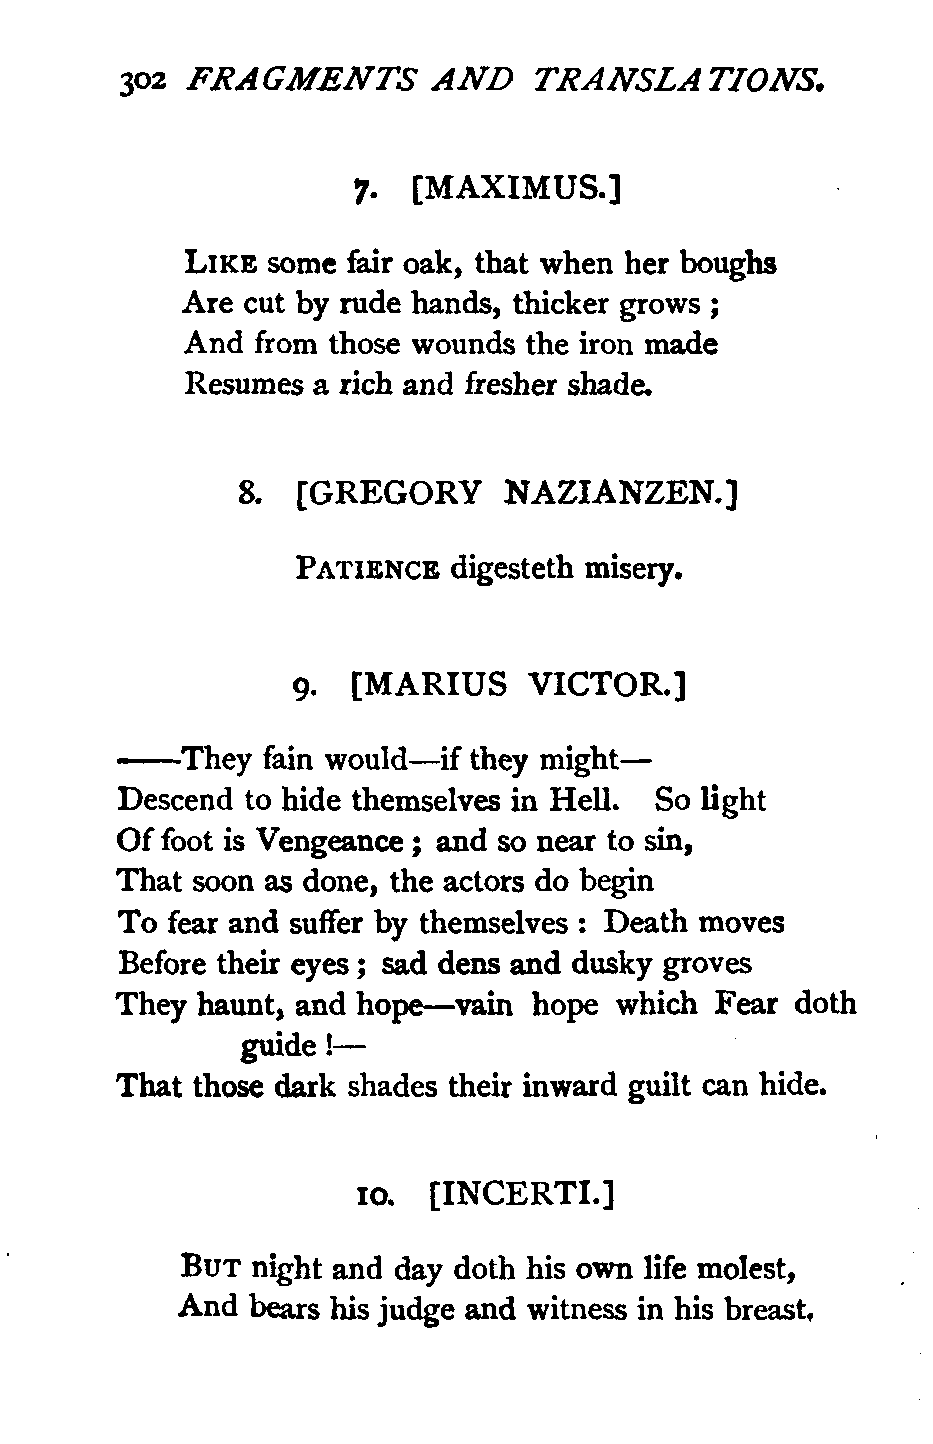 302 FRAGMENTS AND TRANSLATIONS.
7. [MAXIMUS.]
LIKE some fair oak, that when her boughs
Are cut by rude hands, thicker grows ;
And from those wounds the iron made
Resumes a rich and fresher shade.
8. [GREGORY NAZIANZEN.]
PATIENCE digesteth misery.
9. [MARIUS VICTOR.]
——They fain would—if they might—
Descend to hide themselves in Hell. So light
Of foot is Vengeance ; and so near to sin,
That soon as done, the actors do begin
To fear and suffer by themselves : Death moves
Before their eyes ; sad dens and dusky groves
They haunt, and hope—vain hope which Fear doth
guide !—
That those dark shades their inward guilt can hide.
10. [INCERTI.]
BUT night and day doth his own life molest,
And bears his judge and witness in his breast.